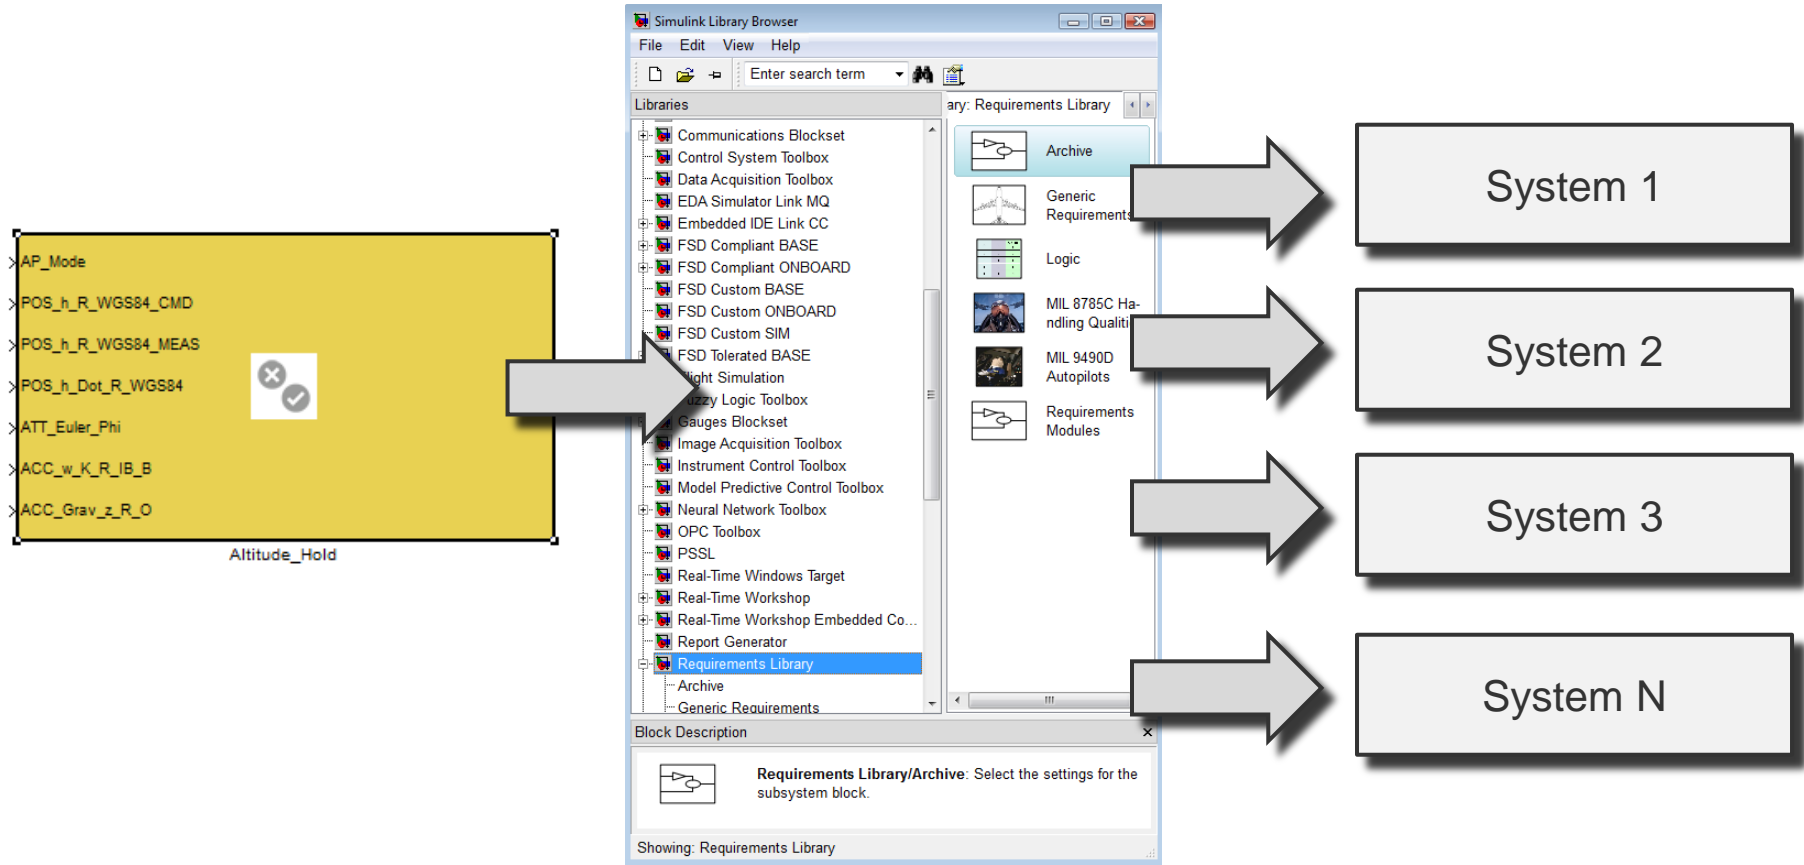 AP_Mode
POS_h_R_WGS84_CMD
POS_h_R_WGS84_MEAS
POS_h_Dot_R_WGS84
ATT_Euler_Phi
ACC_w_K_R_IB_B
ACC_Grav_z_R_O
Altitude_Hold
Simulink Library Browser
File Edit View Help
Enter search term
Libraries
Communications Blockset
Control System Toolbox
Data Acquisition Toolbox
EDA Simulator Link MQ
Embedded IDE Link CC
FSD Compliant BASE
FSD Compliant ONBOARD
FSD Custom BASE
FSD Custom ONBOARD
FSD Custom SIM
FSD Tolerated BASE
light Simulation
uzzy Logic Toolbox
Gauges Blockset
Image Acquisition Toolbox
Instrument Control Toolbox
Model Predictive Control Toolbox
Neural Network Toolbox
OPC Toolbox
PSSL
Real-Time Windows Target
Real-Time Workshop
Real-Time Workshop Embedded Co...
Report Generator
Requirements Library
Archive
Generic Requirements
ary: Requirements Library
Archive
Generic
Requirements
Logic
MIL 8785C Ha-
ndling Qualiti
MIL 9490D
Autopilots
Requirements
Modules
Block Description
Requirements Library/Archive: Select the settings for the
subsystem block.
Showing: Requirements Library
System 1
System 2
System 3
System N